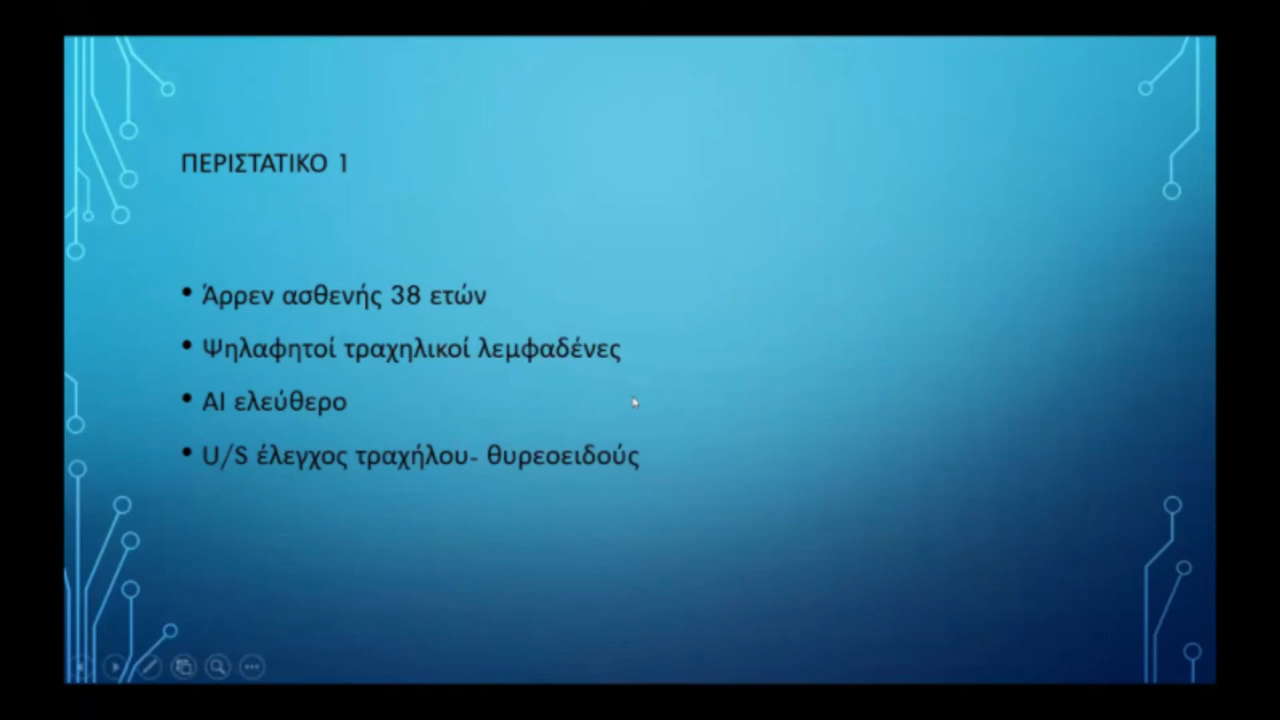 ΠΕΡΙΣΤΑΤΙΚΟ 1
• Άρρεν ασθενής 38 ετών
• Ψηλαφητοί τραχηλικοί λεμφαδένες
• ΑΙ ελεύθερο
• U/S έλεγχος τραχήλου- θυρεοειδούς